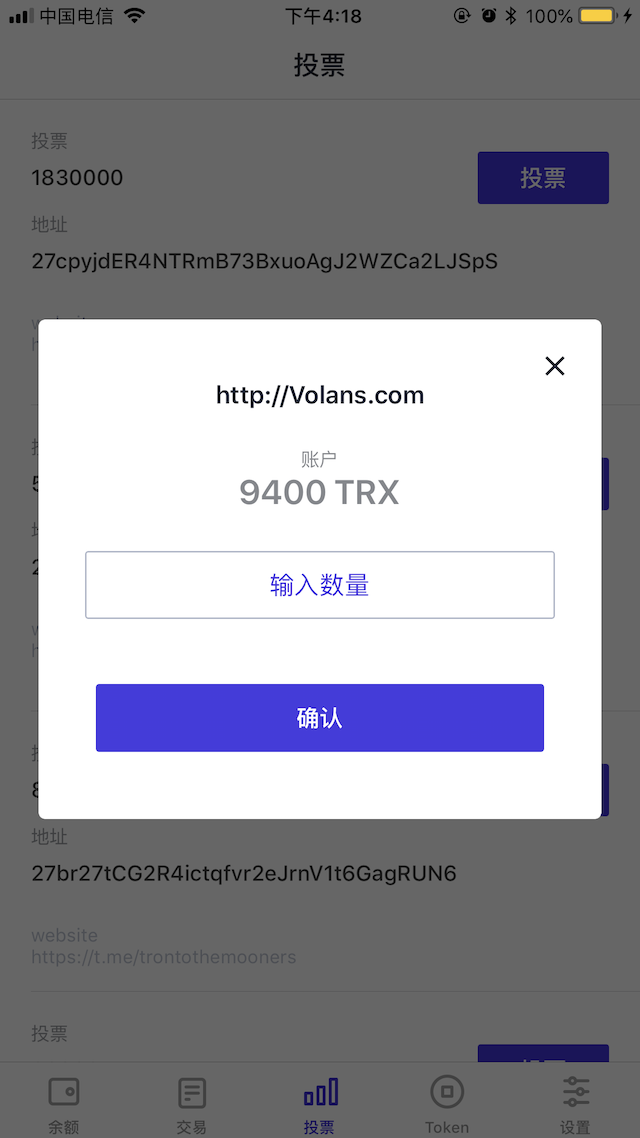 中国电信
下午4:18
100%
投票
投票
1830000
投票
地址
27cpyjdER4NTRmB73BxuoAgJ2WZCa2LJSpS
http://Volans.com
账户
9400 TRX
输入数量
确认
地址
27br27tCG2R4ictqfvr2eJrnV1t6GagRUN6
website
https://t.me/trontothemooners
投票
余额
交易
投票
Token
设置